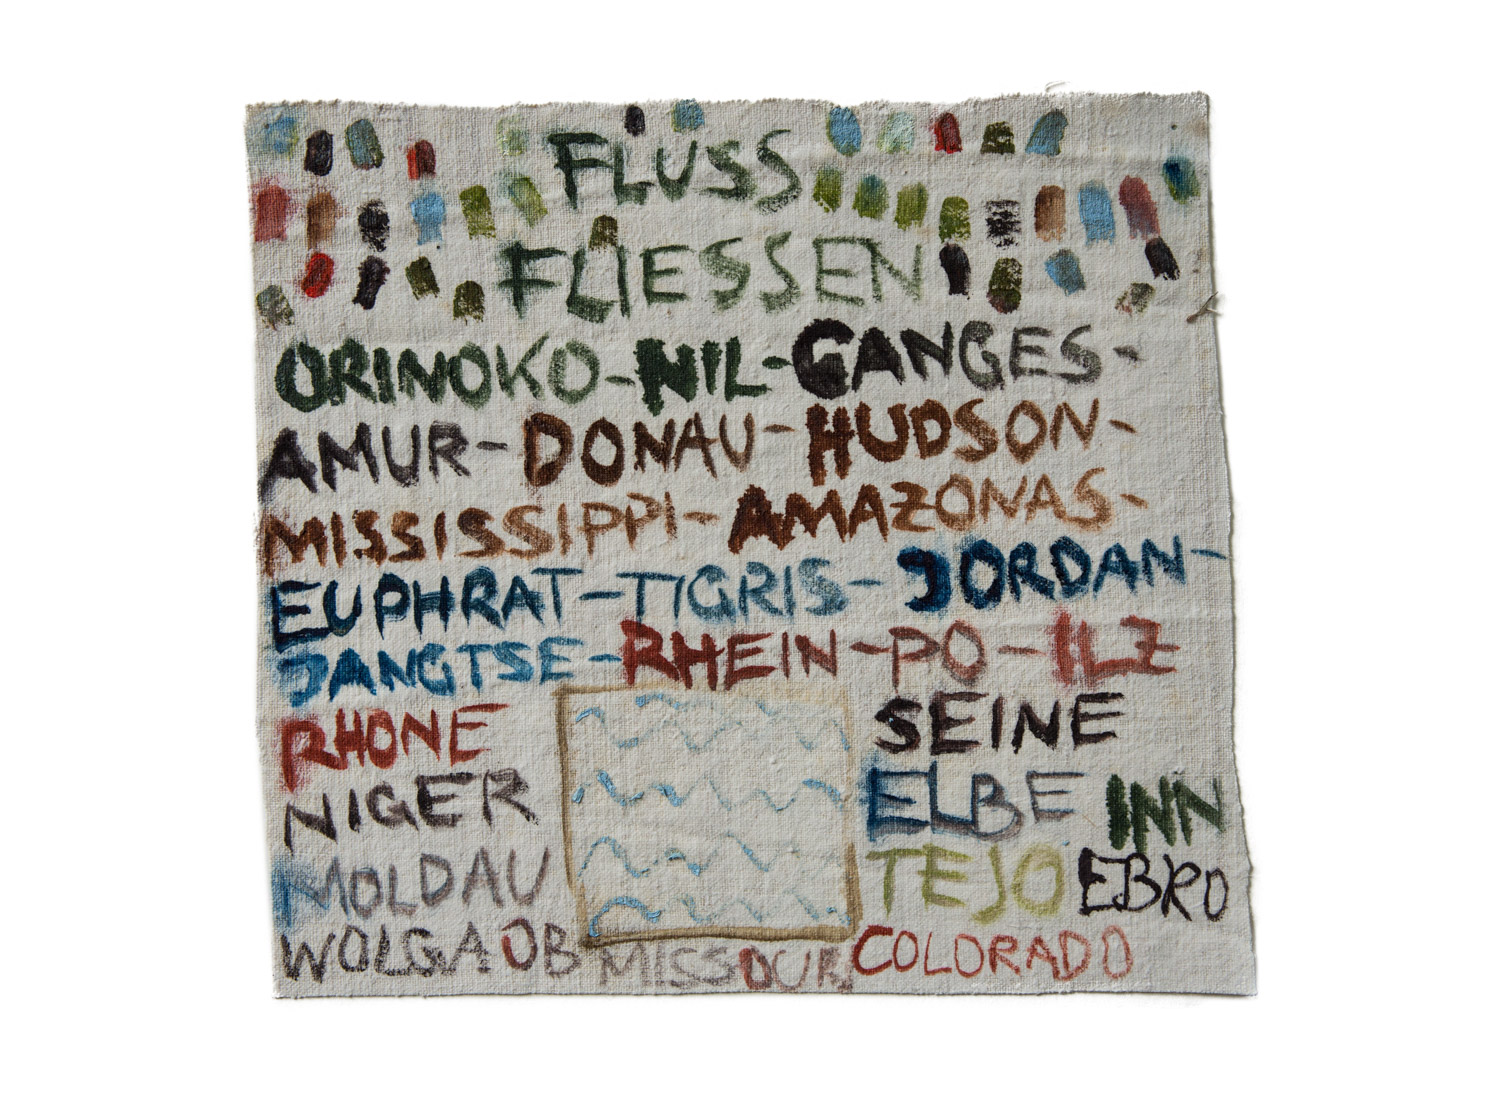 FLUSS
FLIESSEN
ORINOKO-NIL-GANGES-
AMUR-DONAU-HUDSON-
MISSISSIPPI-AMAZONAS-
EUPHRAT-TIGRIS-JORDAN-
JANGTSE-RHEIN-PO-ILZ
RHONE SEINE
NIGER ELBE INN
MOLDAU TEJO EBRO
WOLGA OB MISSOURI COLORADO